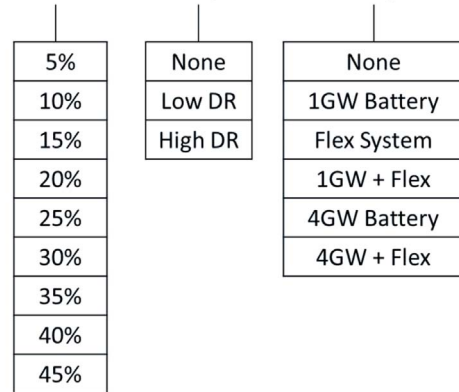 5%
10%
15%
20%
25%
30%
35%
40%
45%
None
Low DR
High DR
None
1GW Battery
Flex System
1GW + Flex
4GW Battery
4GW + Flex